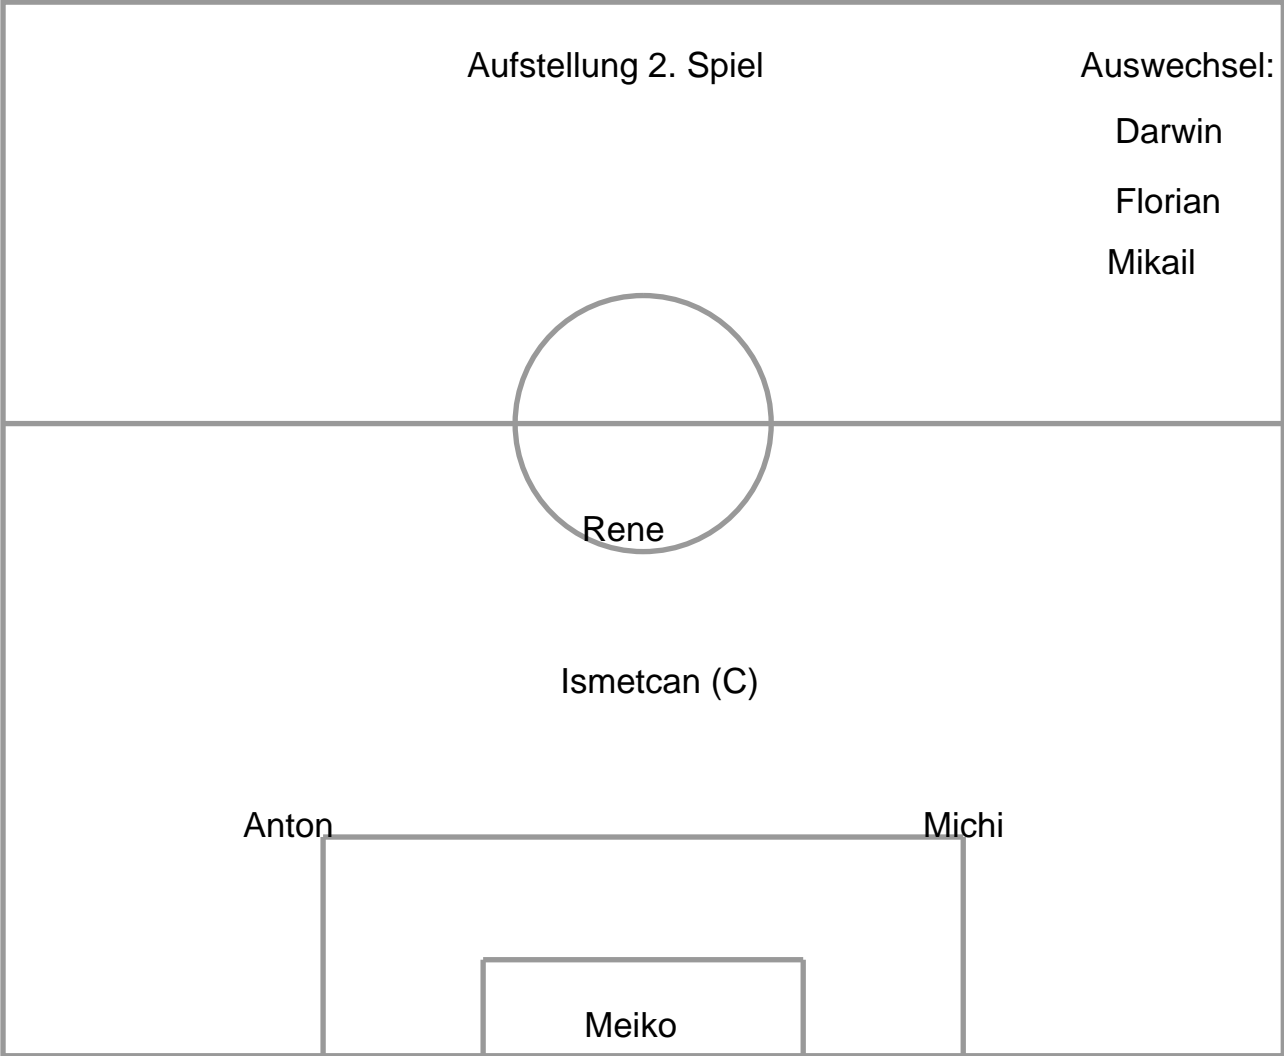 Aufstellung 2. Spiel
Auswechsel:
Darwin
Florian
Mikail
Rene
Ismetcan (C)
Anton
Michi
Meiko